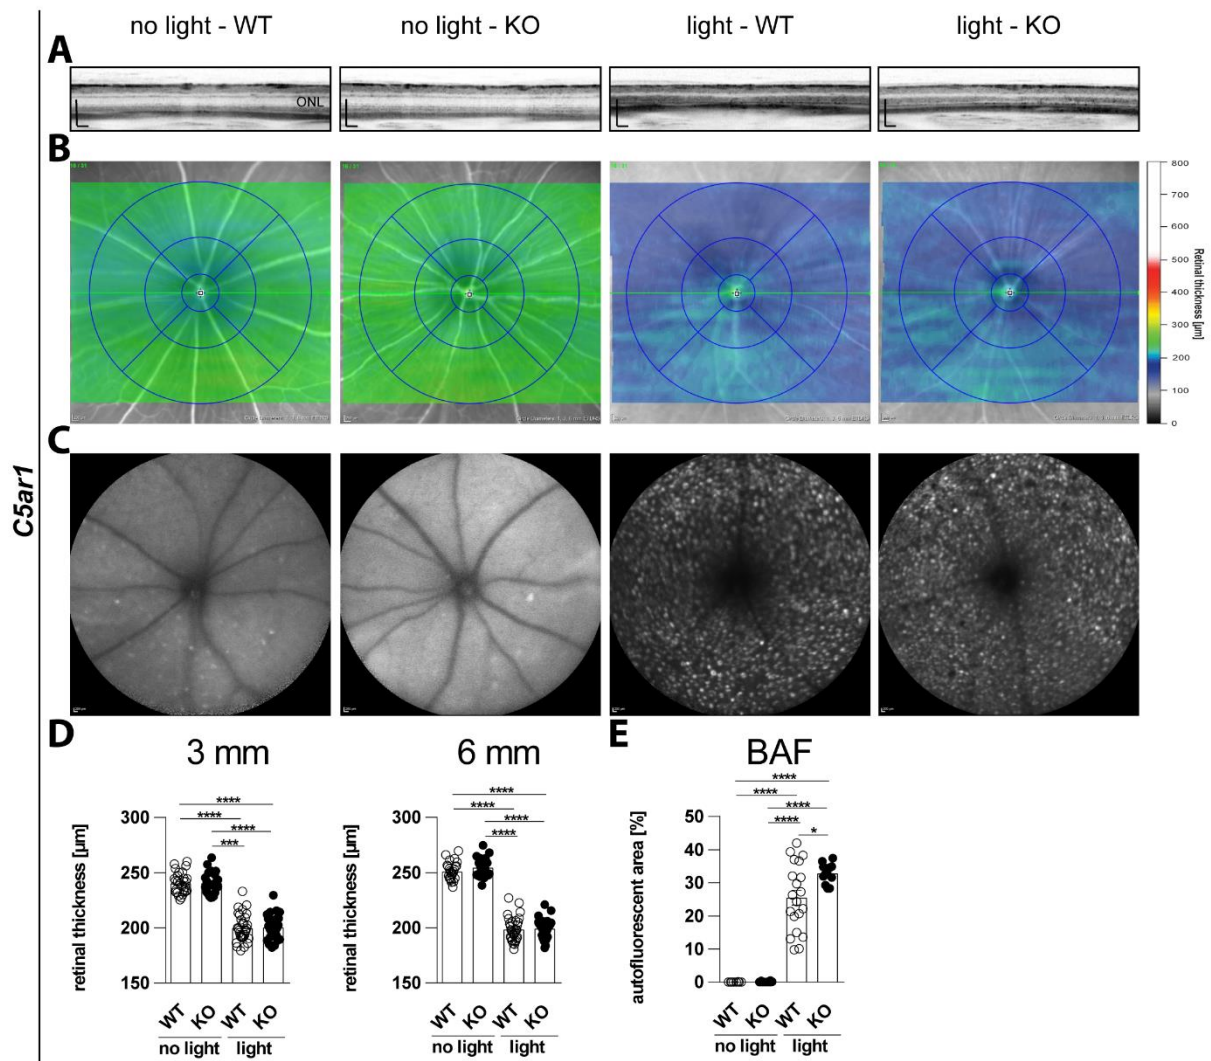 no light - WT
no light - KO
light - WT
light - KO
A
ONL
B
800
700
600
500
400
300
200
100
0
Retinal thickness [µm]
C
C5ar1
D
3 mm
****
****
****
***
300
250
200
150
retinal thickness [µm]
WT
KO
WT
KO
no light
light
6 mm
****
****
****
****
300
250
200
150
retinal thickness [µm]
WT
KO
WT
KO
no light
light
E
BAF
****
****
****
****
*
50
40
30
20
10
0
autofluorescent area [%]
WT
KO
WT
KO
no light
light